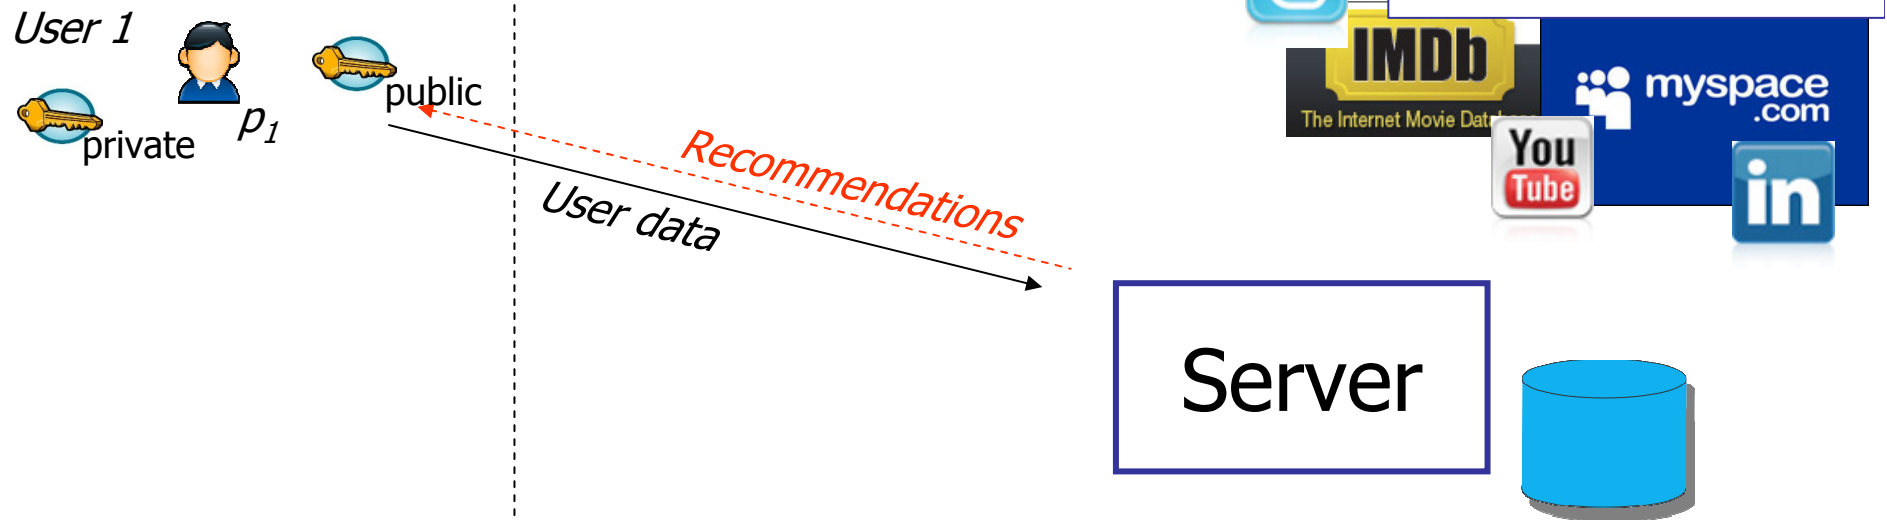 User 1
public
private
p1
Recommendations
User data
IMDb
The Internet Movie Dat
myspace
.com
You
Tube
in
Server